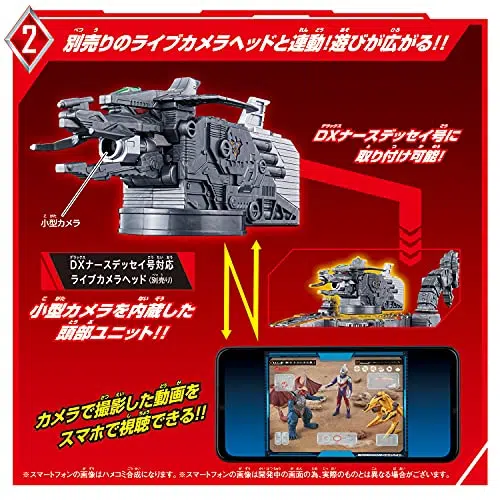 2
別売りのライブカメラヘッドと連動!遊びが広がる!!
DXナースデッセイ号に
取り付け可能!
小型カメラ
DXナースデッセイ号対応
ライブカメラヘッド(別売り)
小型カメラを内蔵した
頭部ユニット!!
カメラで撮影した動画を
スマホで視聴できる!!
※スマートフォンの画像はハメコミ合成になります。※スマートフォンの画像は開発中の画面の為、実際のものとは異なる場合がございます。